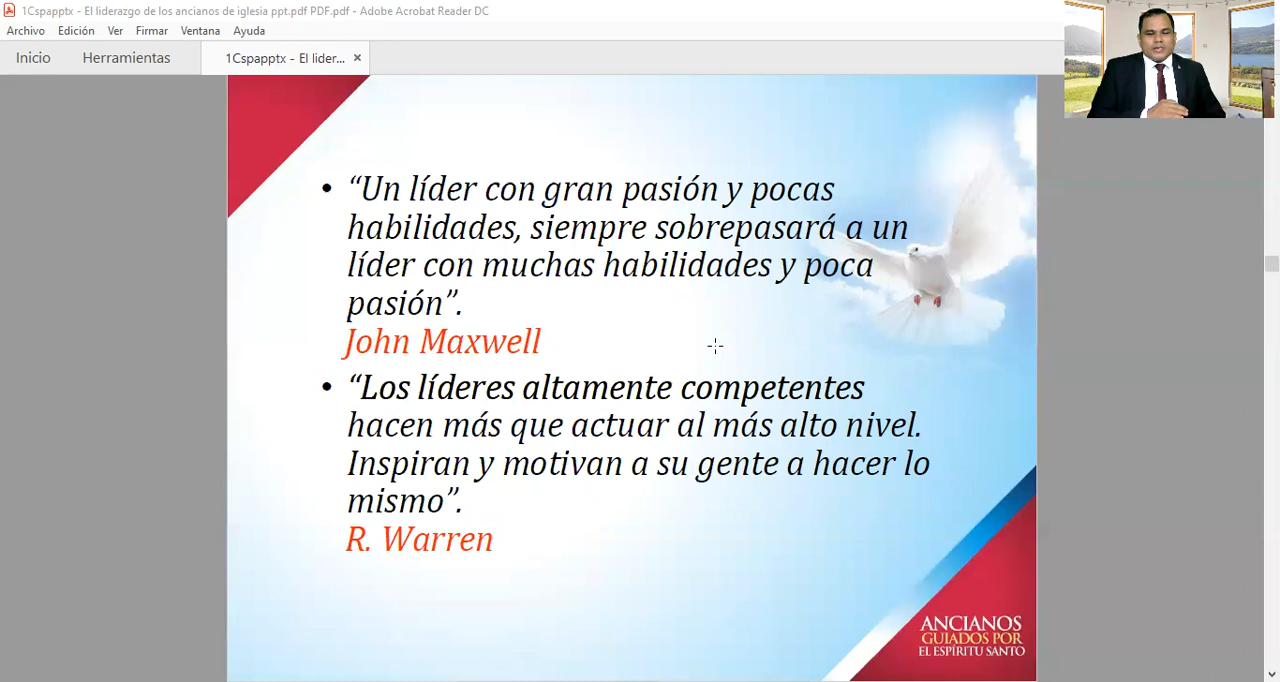 1Cspapptx - El liderazgo de los ancianos de iglesia ppt.pdf PDF.pdf - Adobe Acrobat Reader DC
Archivo Edición Ver Firmar Ventana Ayuda
Inicio Herramientas 1Cspapptx - El lider... ×
• “Un líder con gran pasión y pocas
habilidades, siempre sobrepasará a un
líder con muchas habilidades y poca
pasión”.
John Maxwell
• “Los líderes altamente competentes
hacen más que actuar al más alto nivel.
Inspiran y motivan a su gente a hacer lo
mismo”.
R. Warren
ANCIANOS
GUIADOS POR
EL ESPÍRITU SANTO